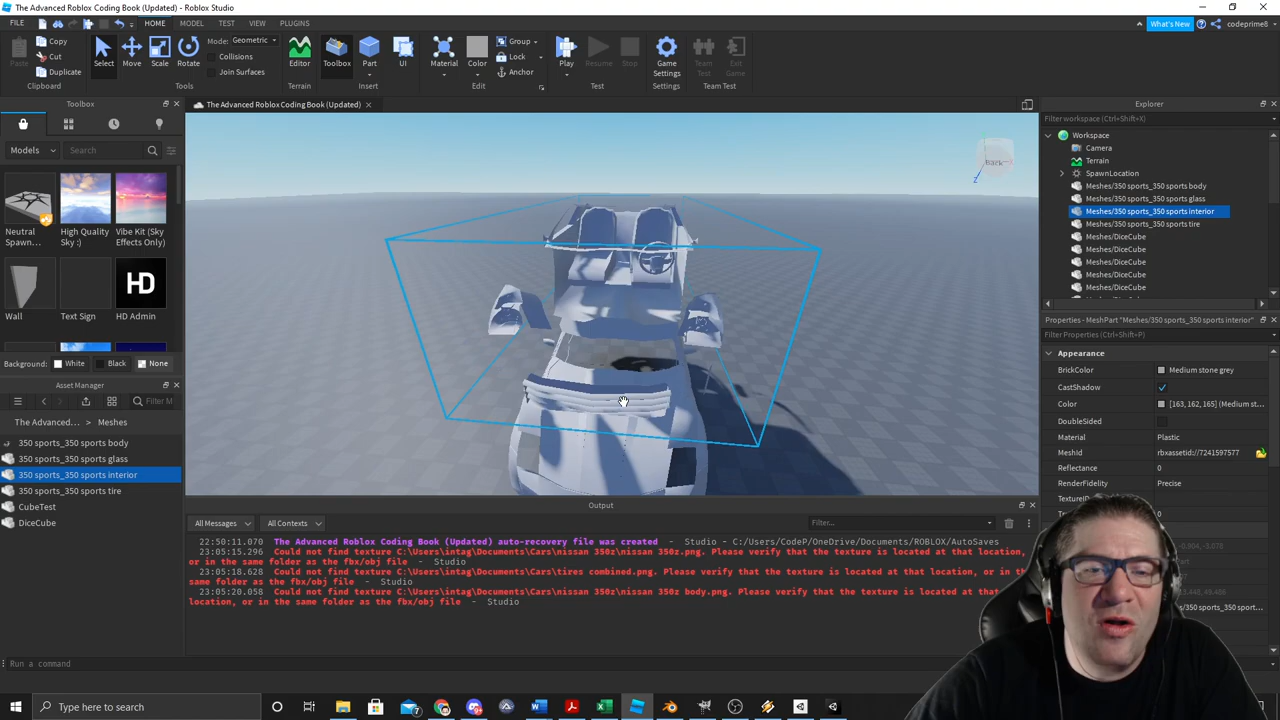 The Advanced Roblox Coding Book (Updated) - Roblox Studio
FILE HOME MODEL TEST VIEW PLUGINS What's New codeprime8
Paste Copy Cut Duplicate Clipboard
Select Move Scale Rotate Mode: Geometric Collisions Join Surfaces Tools
Editor Terrain
Toolbox Part UI Insert
Material Color Group Lock Anchor Edit
Play Resume Stop Test
Game Settings Settings
Team Test Exit Game Team Test
Toolbox
Models Search
Neutral Spawn...
High Quality Sky :)
Vibe Kit (Sky Effects Only)
Wall Text Sign HD Admin
HD
Background: White Black None
Asset Manager
Filter M
The Advanced... > Meshes
350 sports_350 sports body
350 sports_350 sports glass
350 sports_350 sports interior
350 sports_350 sports tire
CubeTest
DiceCube
The Advanced Roblox Coding Book (Updated)
Back
Z
Output
All Messages All Contexts Filter...
22:50:11.070 The Advanced Roblox Coding Book (Updated) auto-recovery file was created - Studio - C:/Users/CodeP/OneDrive/Documents/ROBLOX/AutoSaves
23:05:15.296 Could not find texture C:\Users\intag\Documents\Cars\nissan 350z\nissan 350z.png. Please verify that the texture is located at that location,
or in the same folder as the fbx/obj file - Studio
23:05:18.628 Could not find texture C:\Users\intag\Documents\Cars\tires combined.png. Please verify that the texture is located at that location, or in the
same folder as the fbx/obj file - Studio
23:05:20.058 Could not find texture C:\Users\intag\Documents\Cars\nissan 350z\nissan 350z body.png. Please verify that the texture is located at that
location, or in the same folder as the fbx/obj file - Studio
Explorer
Filter workspace (Ctrl+Shift+X)
Workspace
Camera
Terrain
SpawnLocation
Meshes/350 sports_350 sports body
Meshes/350 sports_350 sports glass
Meshes/350 sports_350 sports interior
Meshes/350 sports_350 sports tire
Meshes/DiceCube
Meshes/DiceCube
Meshes/DiceCube
Meshes/DiceCube
Meshes/DiceCube
Properties - MeshPart "Meshes/350 sports_350 sports interior"
Filter Properties (Ctrl+Shift+P)
Appearance
BrickColor Medium stone grey
CastShadow
Color [163, 162, 165] (Medium st...
DoubleSided
Material Plastic
MeshId rbxassetid://7241597577
Reflectance 0
RenderFidelity Precise
TextureID
0
Run a command
Type here to search